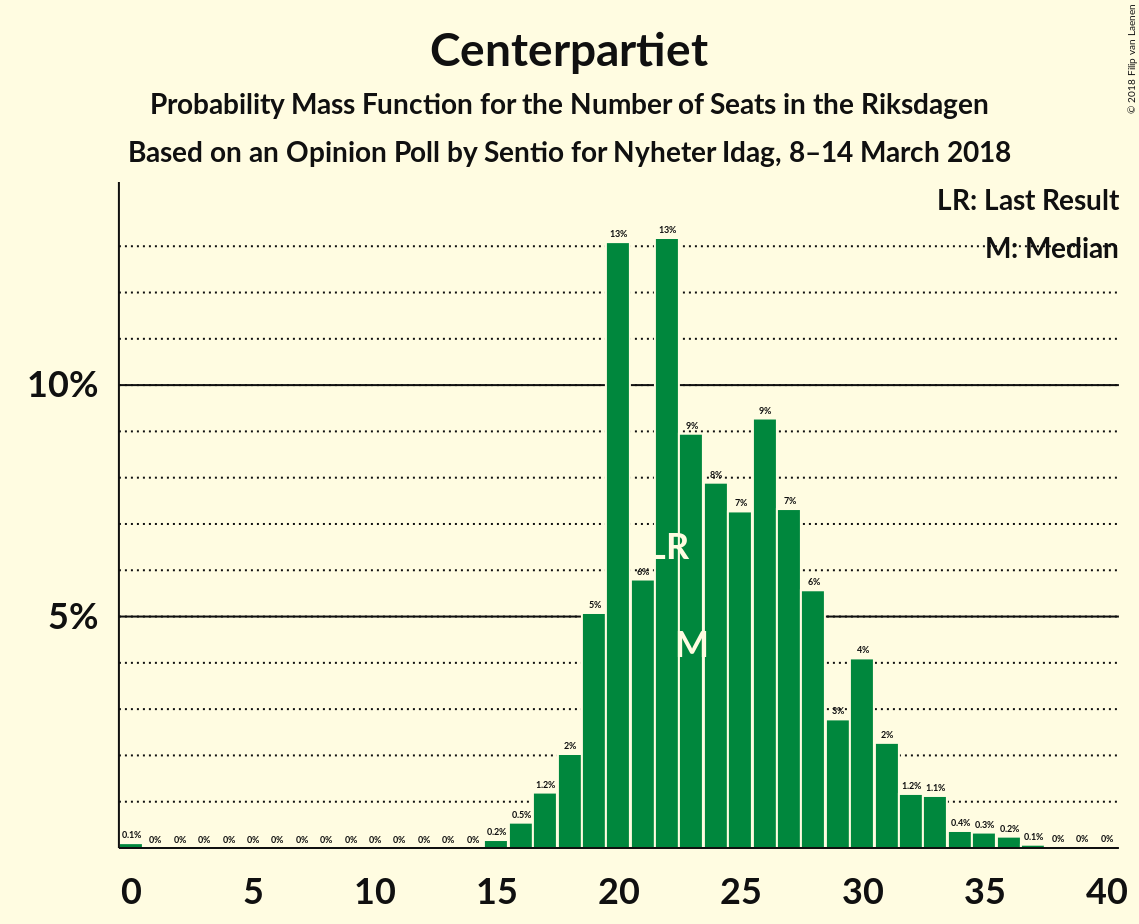 Centerpartiet
Probability Mass Function for the Number of Seats in the Riksdagen
Based on an Opinion Poll by Sentio for Nyheter Idag, 8–14 March 2018
© 2018 Filip van Laenen
LR: Last Result
M: Median
13% 13%
10%
9% 9%
8%
7% 7%
LR
6% 6%
5%
5%
M
4%
3%
2% 2%
1.2% 1.2% 1.1%
0.5%
0.1% 0% 0% 0% 0% 0% 0% 0% 0% 0% 0% 0% 0% 0% 0% 0.2% 0.4% 0.3% 0.2% 0.1% 0% 0% 0%
0 5 10 15 20 25 30 35 40